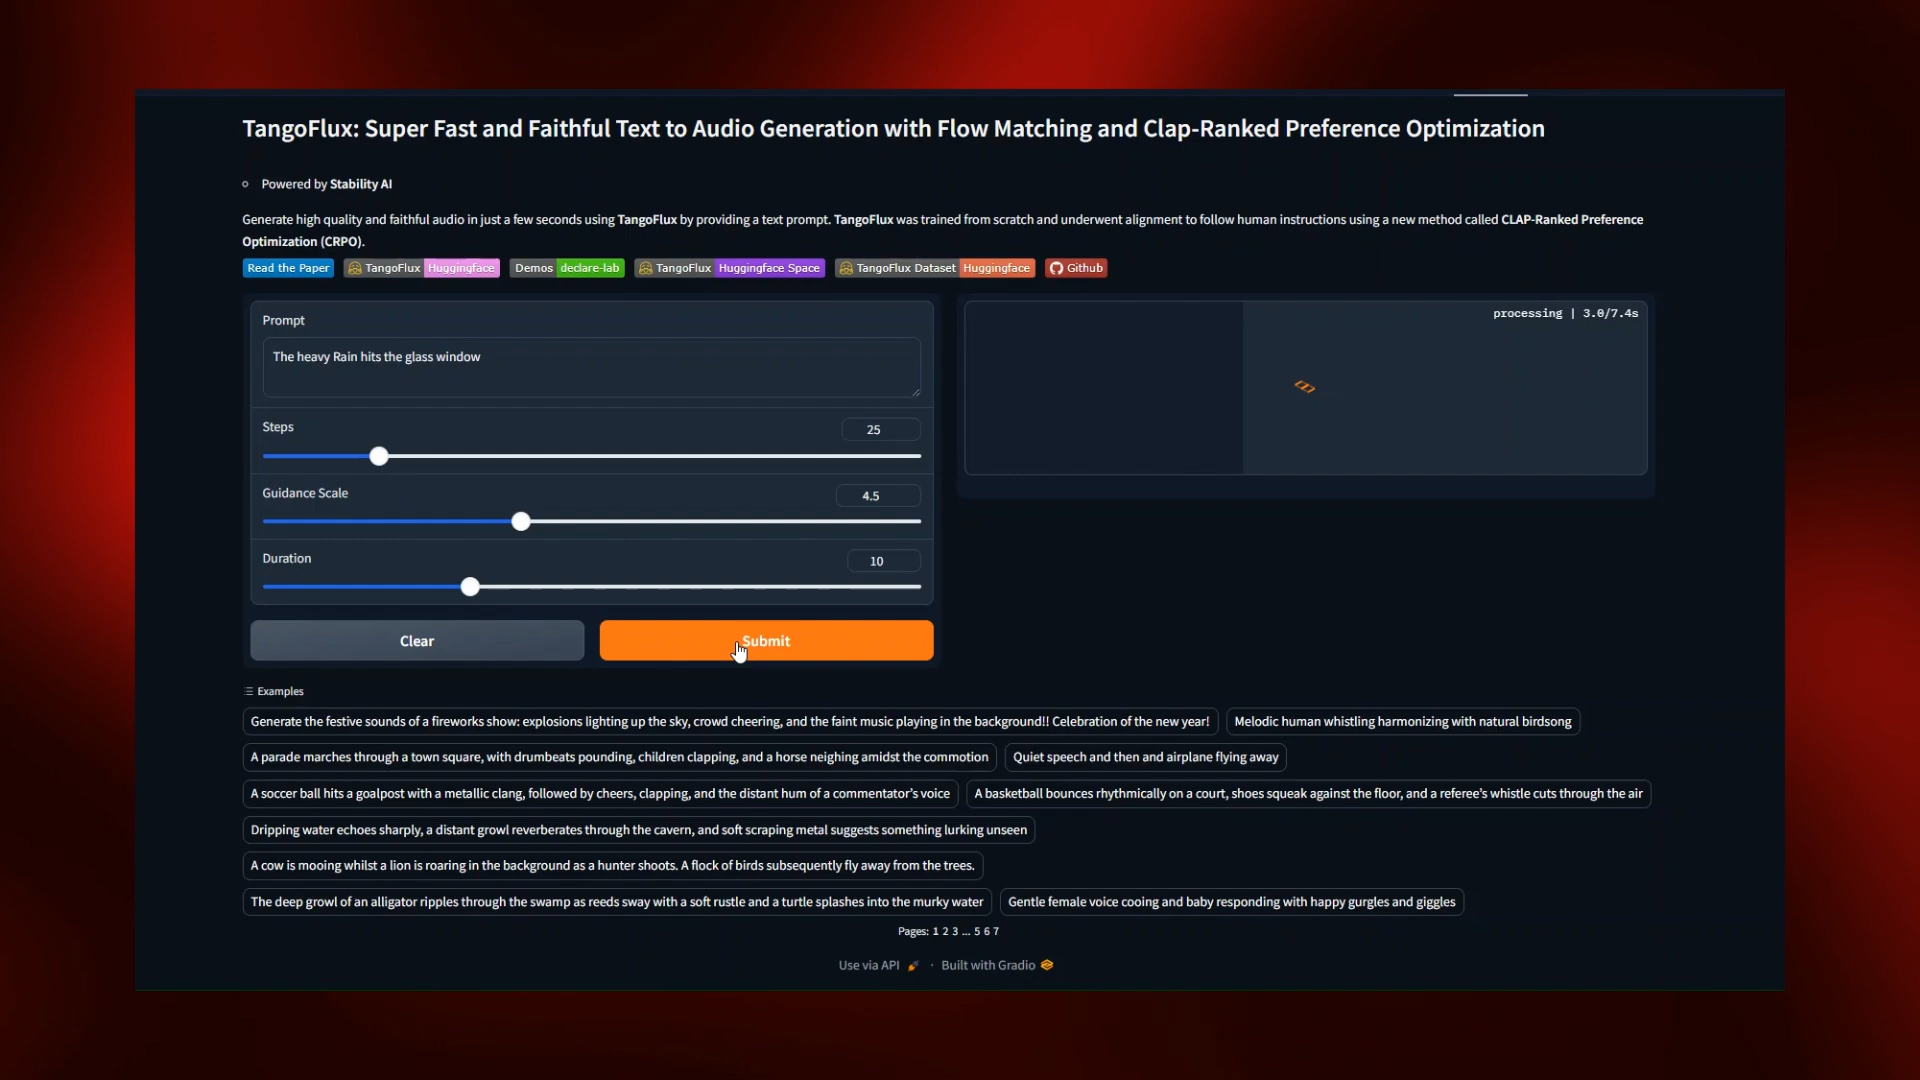 TangoFlux: Super Fast and Faithful Text to Audio Generation with Flow Matching and Clap-Ranked Preference Optimization
Powered by Stability AI
Generate high quality and faithful audio in just a few seconds using TangoFlux by providing a text prompt. TangoFlux was trained from scratch and underwent alignment to follow human instructions using a new method called CLAP-Ranked Preference
Optimization (CRPO).
Read the Paper TangoFlux Huggingface Demos declare-lab TangoFlux Huggingface Space TangoFlux Dataset Huggingface Github
Prompt
The heavy Rain hits the glass window
Steps 25
Guidance Scale 4.5
Duration 10
Clear Submit
processing | 3.0/7.4s
Examples
Generate the festive sounds of a fireworks show: explosions lighting up the sky, crowd cheering, and the faint music playing in the background!! Celebration of the new year! Melodic human whistling harmonizing with natural birdsong
A parade marches through a town square, with drumbeats pounding, children clapping, and a horse neighing amidst the commotion Quiet speech and then and airplane flying away
A soccer ball hits a goalpost with a metallic clang, followed by cheers, clapping, and the distant hum of a commentator's voice A basketball bounces rhythmically on a court, shoes squeak against the floor, and a referee's whistle cuts through the air
Dripping water echoes sharply, a distant growl reverberates through the cavern, and soft scraping metal suggests something lurking unseen
A cow is mooing whilst a lion is roaring in the background as a hunter shoots. A flock of birds subsequently fly away from the trees.
The deep growl of an alligator ripples through the swamp as reeds sway with a soft rustle and a turtle splashes into the murky water Gentle female voice cooing and baby responding with happy gurgles and giggles
Pages: 1 2 3 ... 5 6 7
Use via API · Built with Gradio